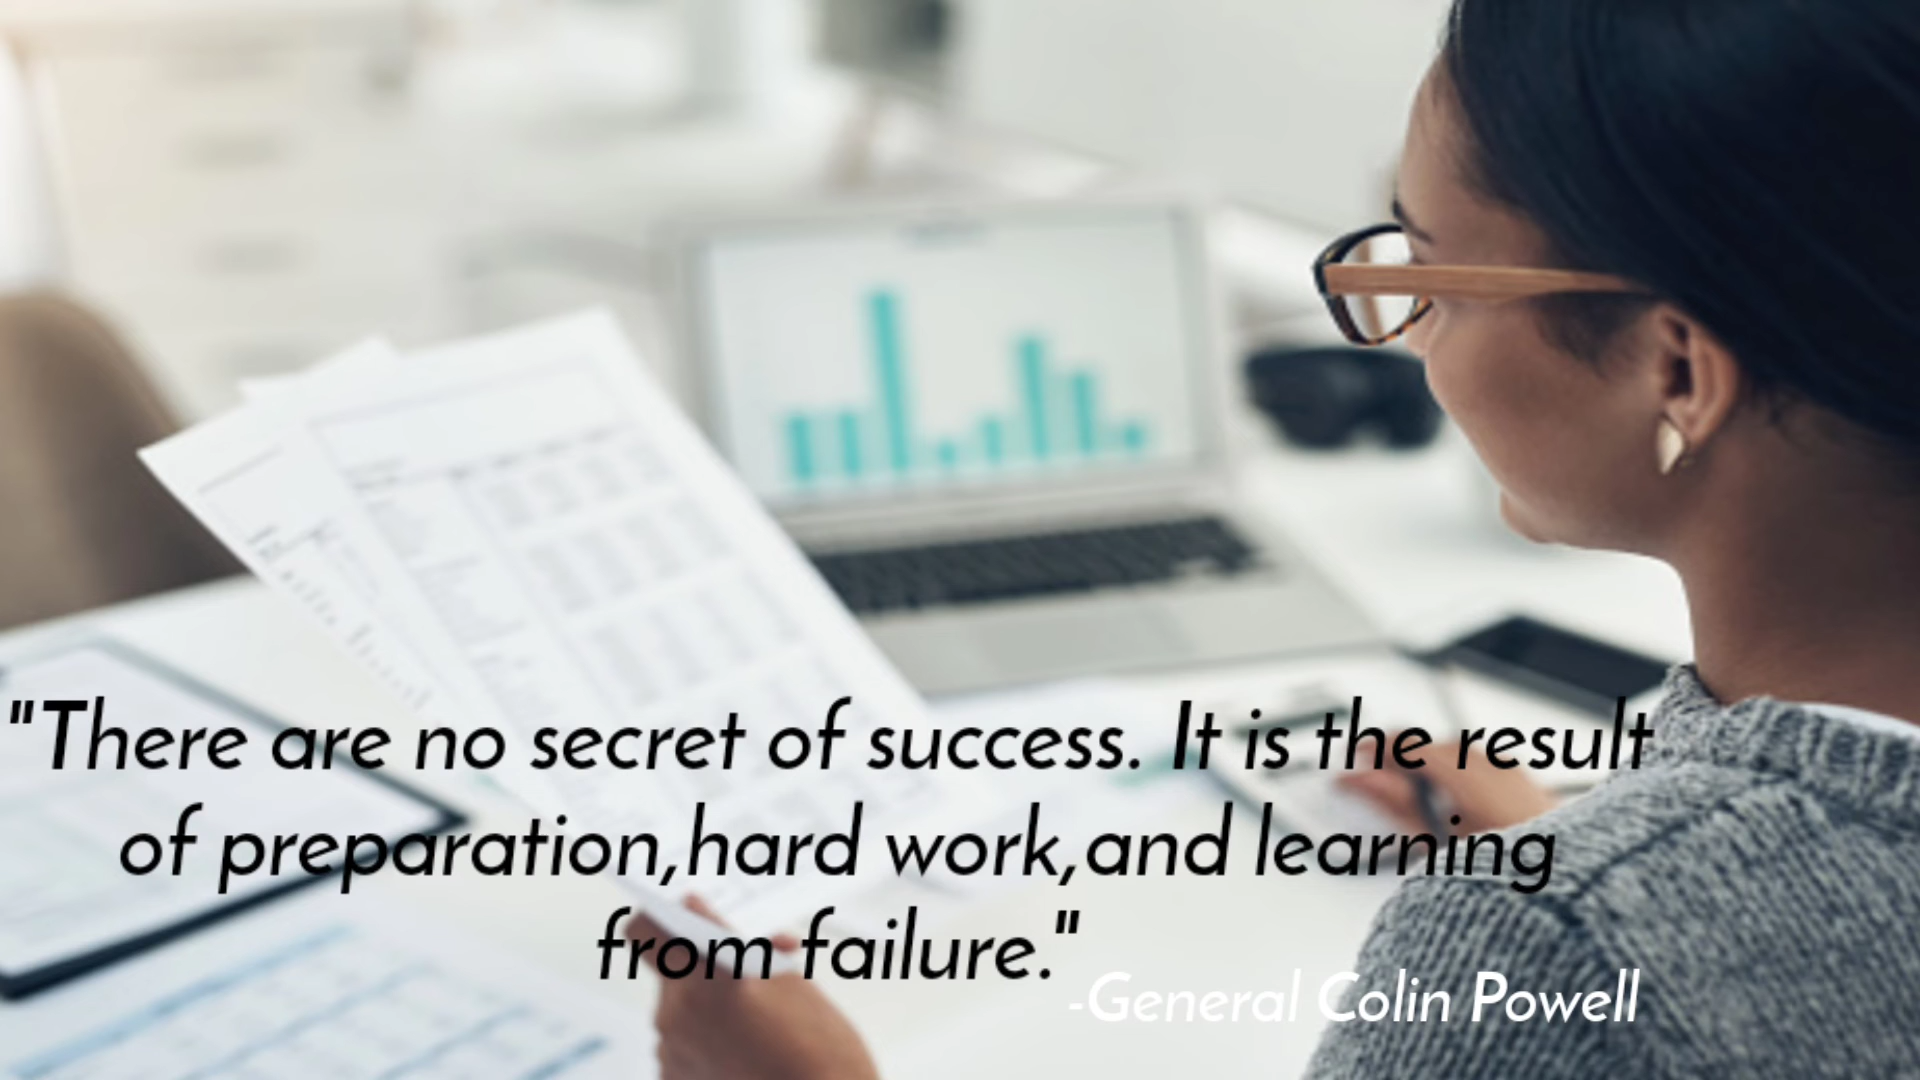 "There are no secret of success. It is the result
of preparation,hard work,and learning
from failure."
-General Colin Powell